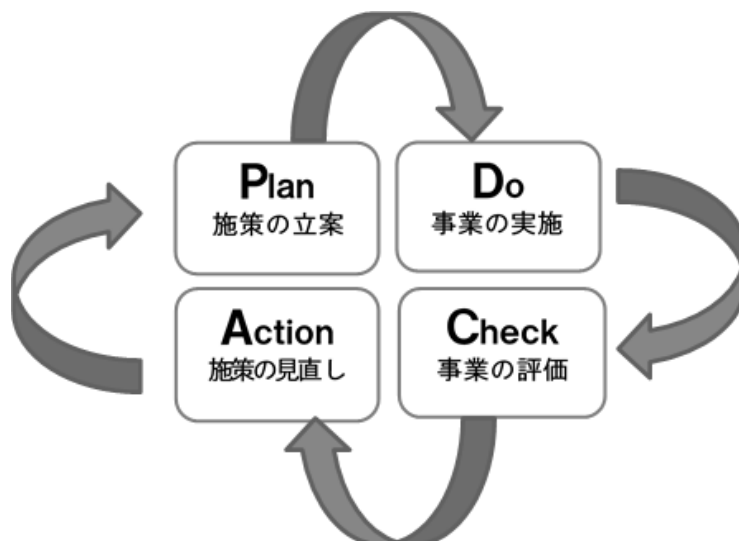 Plan
施策の立案
Do
事業の実施
Action
施策の見直し
Check
事業の評価